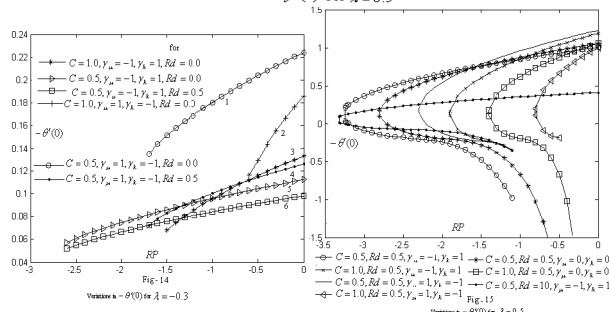 for
C = 1.0, γμ = −1, γk = 1, Rd = 0.0
C = 0.5, γμ = −1, γk = 1, Rd = 0.0
C = 0.5, γμ = −1, γk = 1, Rd = 0.5
C = 1.0, γμ = 1, γk = −1, Rd = 0.0
C = 0.5, γμ = 1, γk = −1, Rd = 0.0
C = 0.5, γμ = 1, γk = −1, Rd = 0.5
−θ'(0)
0.24
0.22
0.2
0.18
0.16
0.14
0.12
0.1
0.08
0.06
0.04
1
2
3
4
5
6
-3 -2.5 -2 -1.5 -1 -0.5 0
RP
Fig-14
Variations in − θ'(0) for λ = −0.3
1.5
1
0.5
0
-0.5
-1
-1.5
−θ'(0)
-3.5 -3 -2.5 -2 -1.5 -1 -0.5 0
RP
C = 0.5, Rd = 0.5, γμ = −1, γk = 1
C = 0.5, Rd = 0.5, γμ = 0, γk = 0
C = 1.0, Rd = 0.5, γμ = −1, γk = 1
C = 1.0, Rd = 0.5, γμ = 0, γk = 0
C = 0.5, Rd = 0.5, γμ = 1, γk = −1
C = 0.5, Rd = 10, γμ = −1, γk = 1
C = 1.0, Rd = 0.5, γμ = 1, γk = −1
Fig-15
Variations in − θ'(0) for λ = 0.5